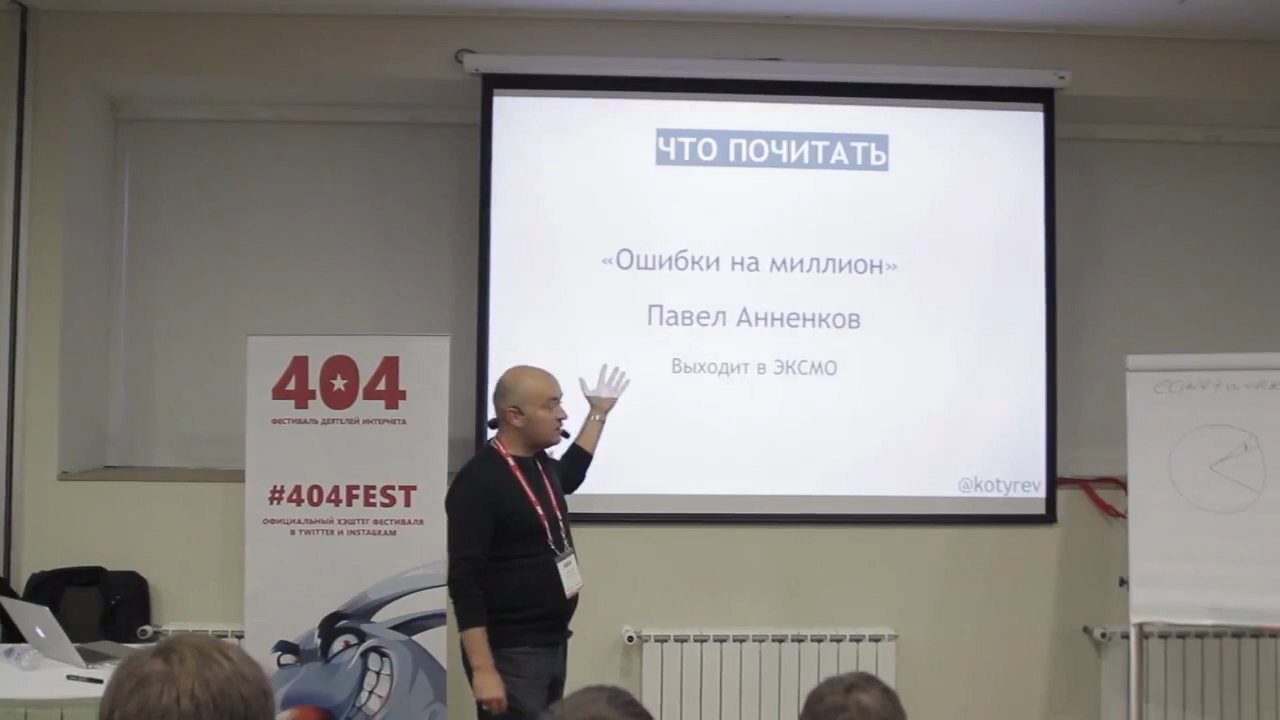 ЧТО ПОЧИТАТЬ
«Ошибки на миллион»
Павел Анненков
Выходит в ЭКСМО
@kotyrev
404
ФЕСТИВАЛЬ ДЕЯТЕЛЕЙ ИНТЕРНЕТА
#404FEST
ОФИЦИАЛЬНЫЙ ХЭШТЕГ ФЕСТИВАЛЯ
В TWITTER И INSTAGRAM